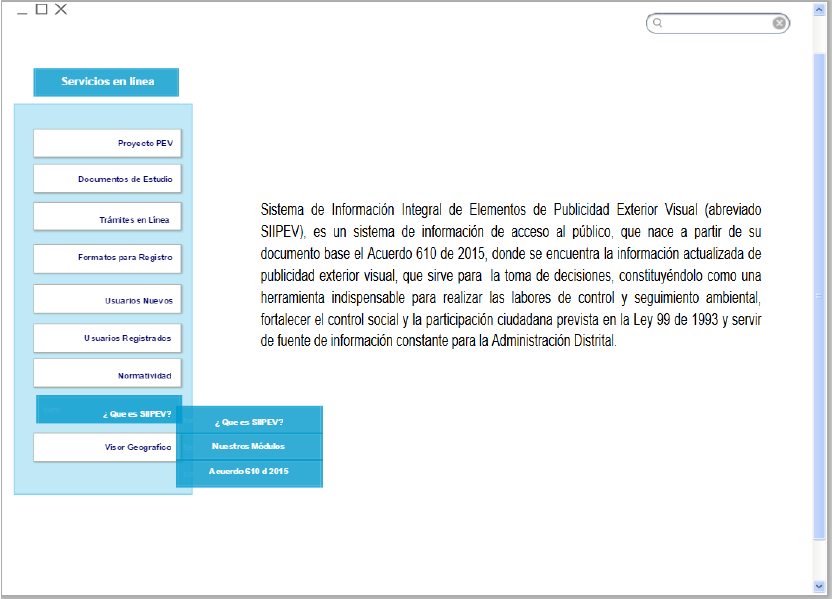 Servicios en línea
Proyecto PEV
Documentos de Estudio
Trámites en Línea
Formatos para Registro
Usuarios Nuevos
Usuarios Registrados
Normatividad
¿ Que es SIIPEV?
Visor Geografico
¿ Que es SIIPEV?
Nuestros Módulos
Acuerdo 610 d 2015
Sistema de Información Integral de Elementos de Publicidad Exterior Visual (abreviado
SIIPEV), es un sistema de información de acceso al público, que nace a partir de su
documento base el Acuerdo 610 de 2015, donde se encuentra la información actualizada de
publicidad exterior visual, que sirve para la toma de decisiones, constituyéndolo como una
herramienta indispensable para realizar las labores de control y seguimiento ambiental,
fortalecer el control social y la participación ciudadana prevista en la Ley 99 de 1993 y servir
de fuente de información constante para la Administración Distrital.